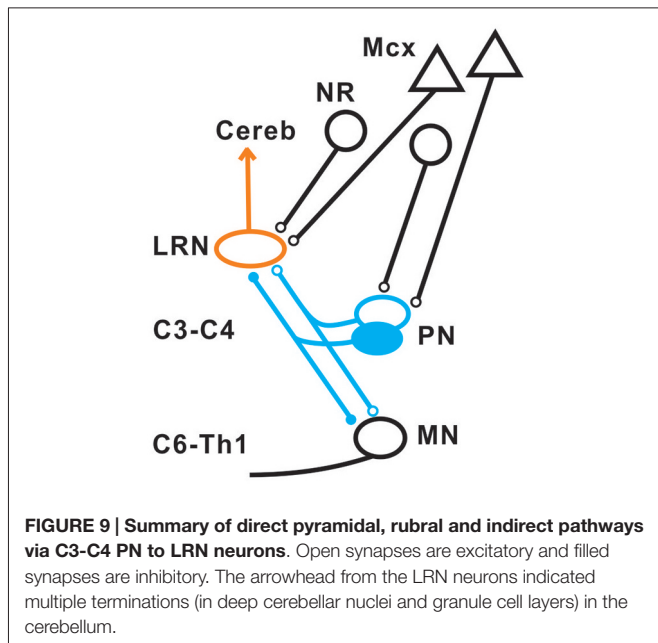 Mcx
NR
Cereb
LRN
C3-C4
PN
C6-Th1
MN
FIGURE 9 | Summary of direct pyramidal, rubral and indirect pathways
via C3-C4 PN to LRN neurons. Open synapses are excitatory and filled
synapses are inhibitory. The arrowhead from the LRN neurons indicated
multiple terminations (in deep cerebellar nuclei and granule cell layers) in the
cerebellum.